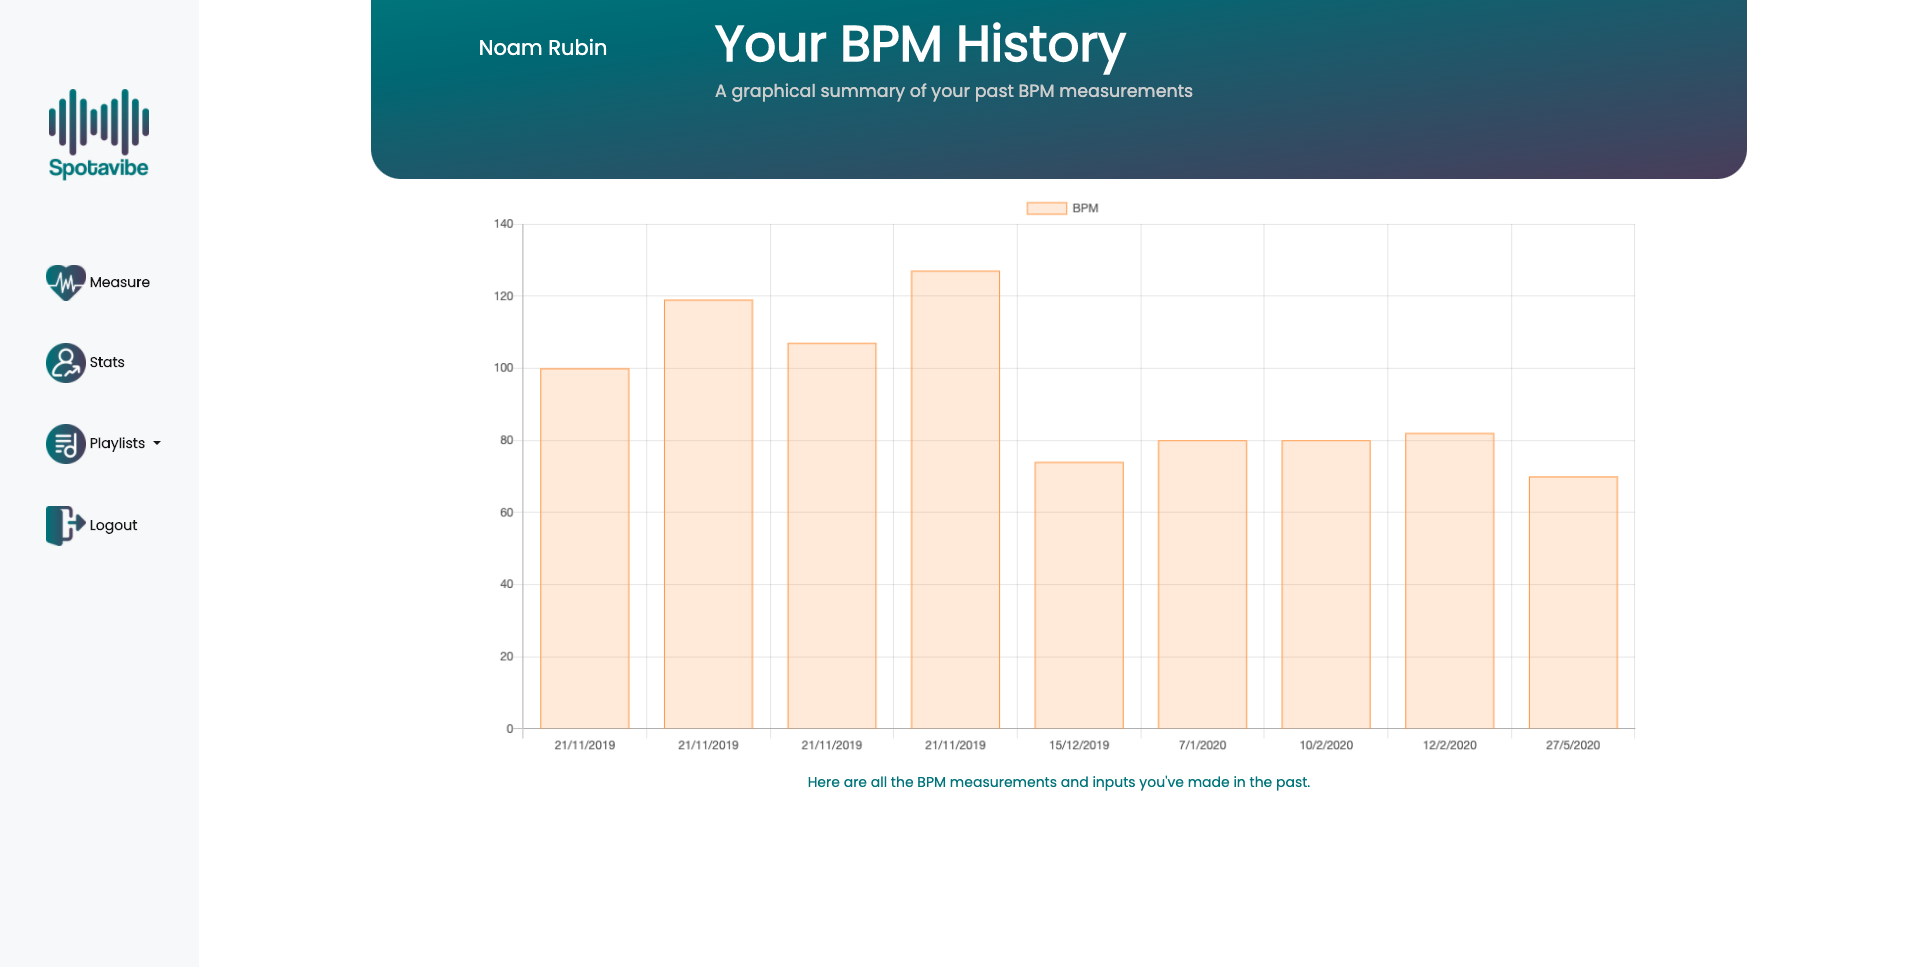 Noam Rubin
Your BPM History
A graphical summary of your past BPM measurements
Spotavibe
Measure
Stats
Playlists
Logout
BPM
140
120
100
80
60
40
20
0
21/11/2019 21/11/2019 21/11/2019 21/11/2019 15/12/2019 7/1/2020 10/2/2020 12/2/2020 27/5/2020
Here are all the BPM measurements and inputs you've made in the past.